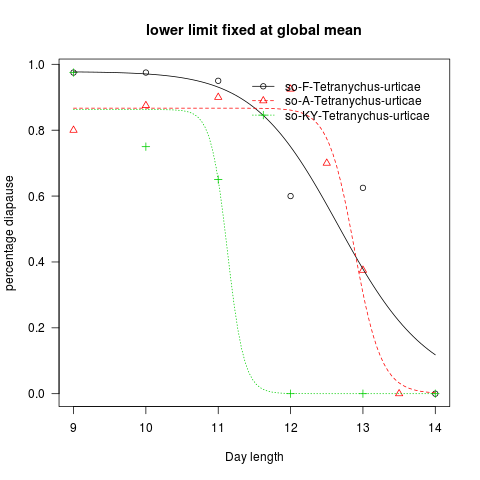 lower limit fixed at global mean
percentage diapause
1.0
0.8
0.6
0.4
0.2
0.0
so-F-Tetranychus-urticae
so-A-Tetranychus-urticae
so-KY-Tetranychus-urticae
9 10 11 12 13 14
Day length